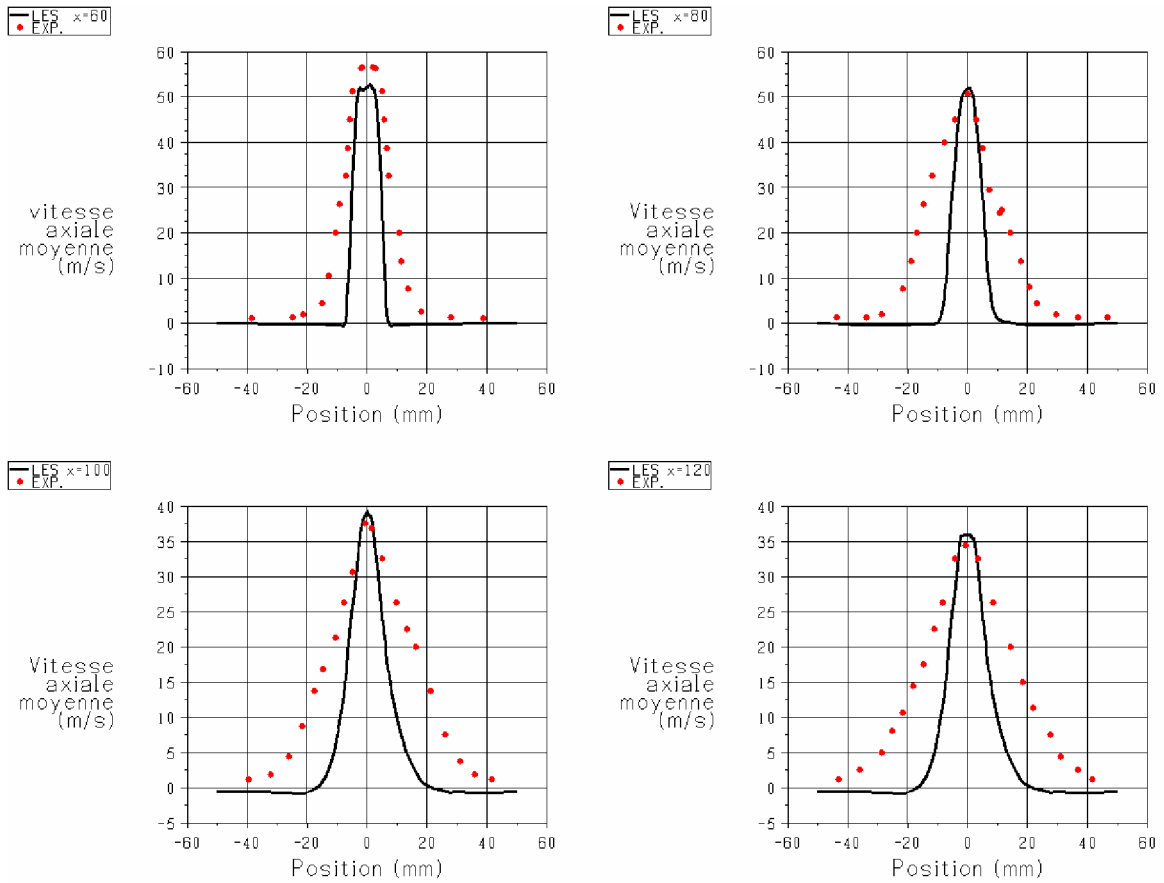 LES x=60
EXP.
60
50
40
30
20
10
0
-10
vitesse
axiale
moyenne
(m/s)
-60 -40 -20 0 20 40 60
Position (mm)
LES x=80
EXP.
60
50
40
30
20
10
0
-10
Vitesse
axiale
moyenne
(m/s)
-60 -40 -20 0 20 40 60
Position (mm)
LES x=100
EXP.
40
35
30
25
20
15
10
5
0
-5
Vitesse
axiale
moyenne
(m/s)
-60 -40 -20 0 20 40 60
Position (mm)
LES x=120
EXP.
40
35
30
25
20
15
10
5
0
-5
Vitesse
axiale
moyenne
(m/s)
-60 -40 -20 0 20 40 60
Position (mm)